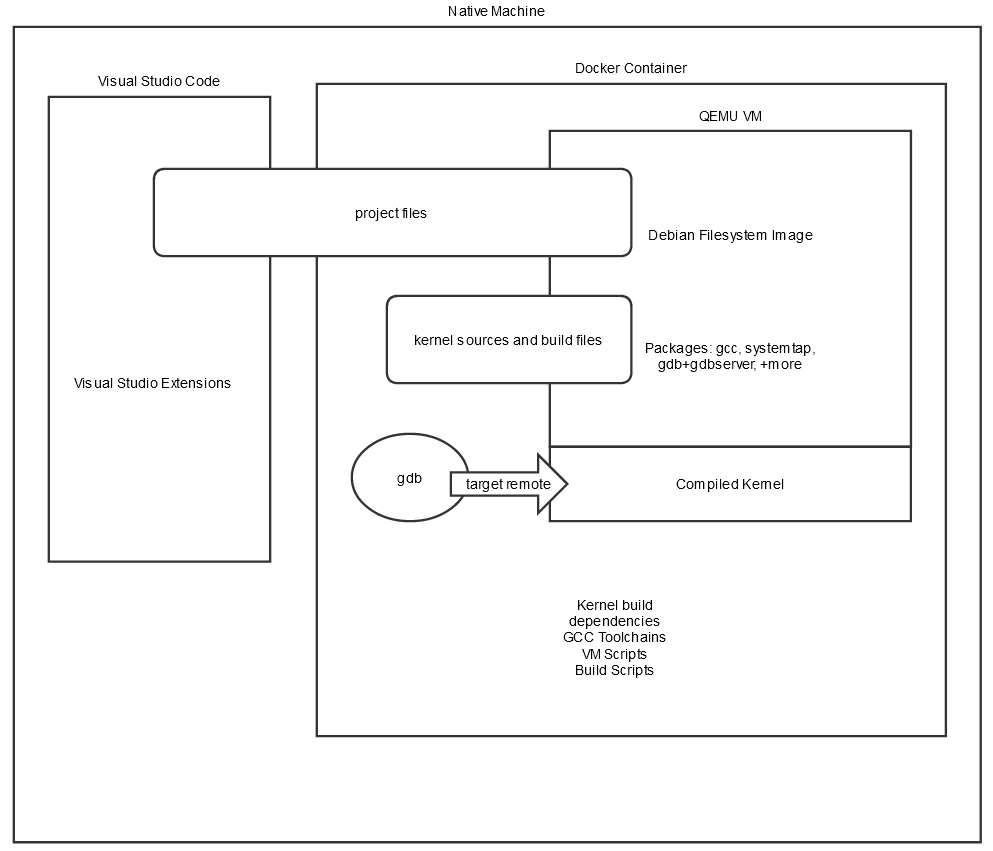 Native Machine
Visual Studio Code
Docker Container
QEMU VM
project files
Debian Filesystem Image
kernel sources and build files
Packages: gcc, systemtap,
gdb+gdbserver, +more
Visual Studio Extensions
gdb
target remote
Compiled Kernel
Kernel build
dependencies
GCC Toolchains
VM Scripts
Build Scripts